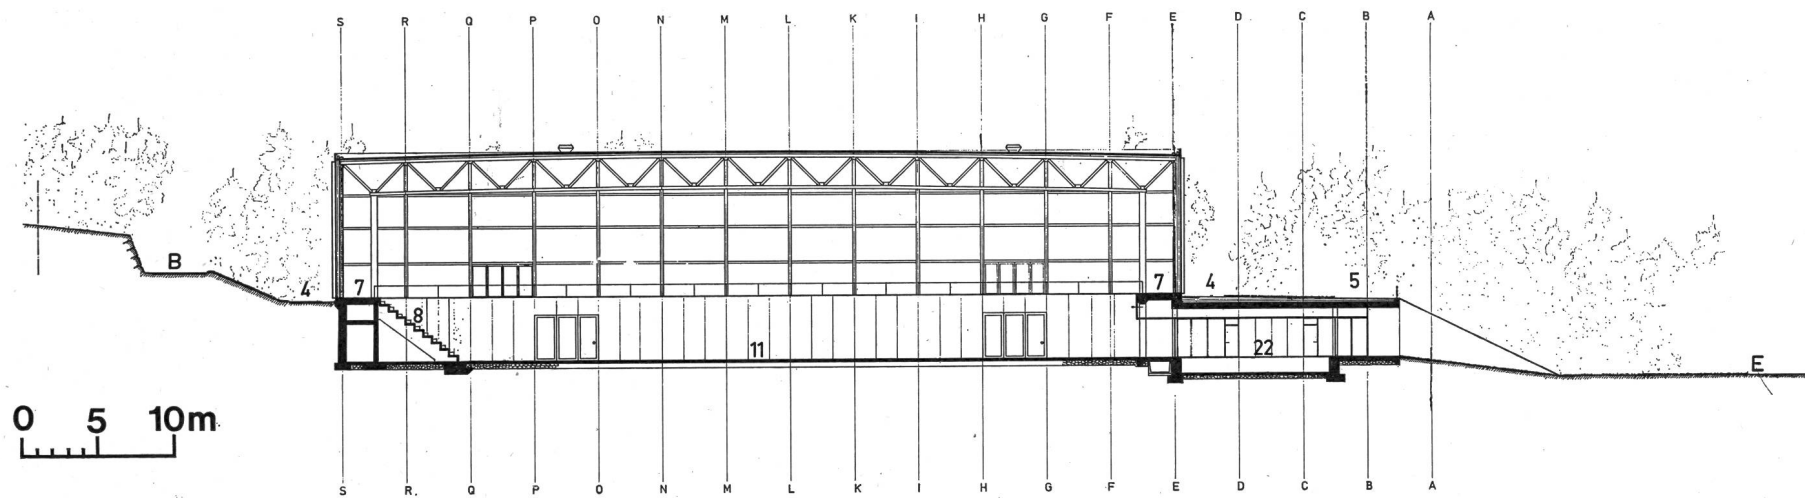 S R Q P O N M L K I H G F E D C B A
B
4 7 7 4 5
8
11 22 E
0 5 10m
S R Q P O N M L K I H G F E D C B A